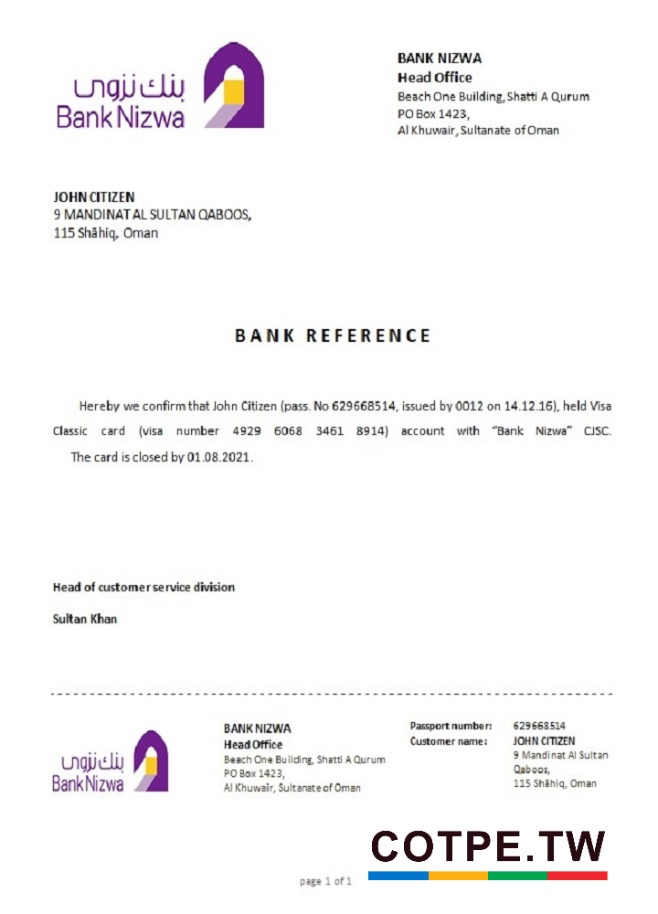 بنك نزوى
Bank Nizwa
BANK NIZWA
Head Office
Beach One Building, Shatti A Qurum
PO Box 1423,
Al Khuwair, Sultanate of Oman
JOHN CITIZEN
9 MANDINAT AL SULTAN QABOOS,
115 Shāhiq, Oman
BANK REFERENCE
Hereby we confirm that John Citizen (pass. No 629668514, issued by 0012 on 14.12.16), held Visa
Classic card (visa number 4929 6068 3461 8914) account with “Bank Nizwa” CJSC.
The card is closed by 01.08.2021.
Head of customer service division
Sultan Khan
بنك نزوى
Bank Nizwa
BANK NIZWA
Head Office
Beach One Building, Shatti A Qurum
PO Box 1423,
Al Khuwair, Sultanate of Oman
Passport number: 629668514
Customer name: JOHN CITIZEN
9 Mandinat Al Sultan
Qaboos,
115 Shāhiq, Oman
COTPE.TW
page 1 of 1